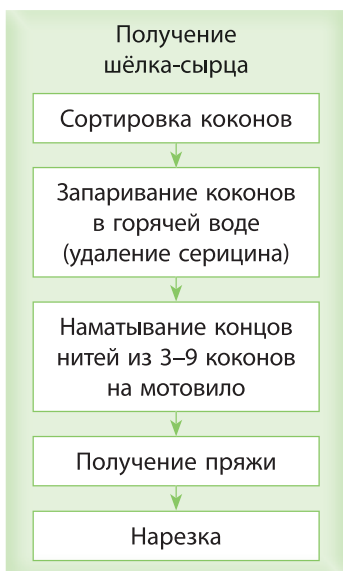 Получение
шёлка-сырца
Сортировка коконов
Запаривание коконов
в горячей воде
(удаление серицина)
Наматывание концов
нитей из 3–9 коконов
на мотовило
Получение пряжи
Нарезка